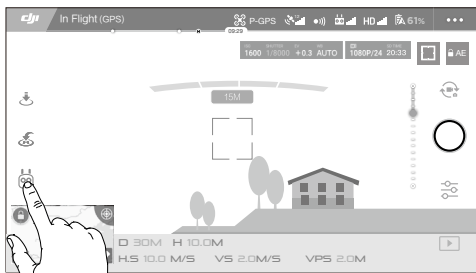 dji In Flight (GPS) P-GPS HD 61%
09:29
1600 1/8000 +0.3 AUTO 1080P/24 20:33 AE
15M
D 30M H 10.0M
H.S 10.0 M/S VS 2.0M/S VPS 2.0M